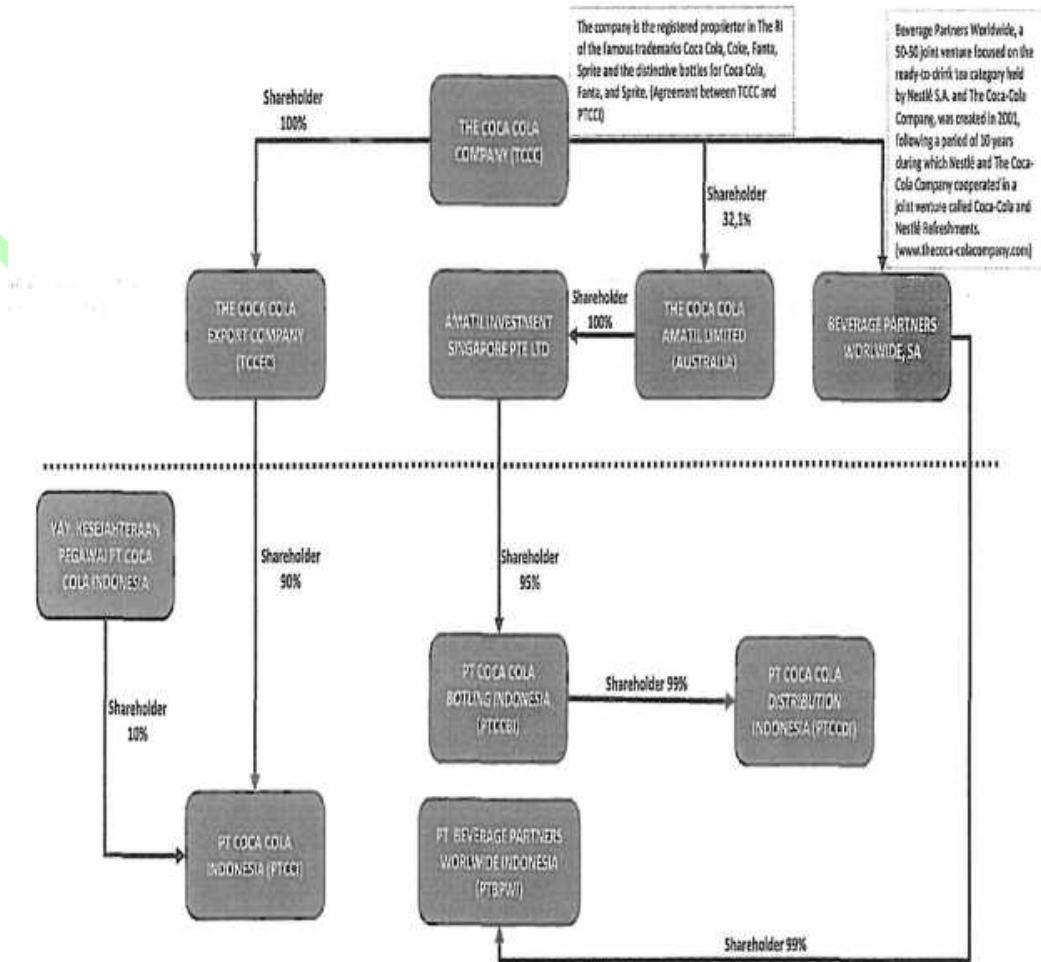 The company is the registered propriertor in The RI
of the famous trademarks Coca Cola, Coke, Fanta,
Sprite and the distinctive bottles for Coca Cola,
Fanta, and Sprite. (Agreement between TCCC and
PTCCI)
Beverage Partners Worldwide, a
50-50 joint venture focused on the
ready-to-drink tea category held
by Nestlé S.A. and The Coca-Cola
Company, was created in 2001,
following a period of 10 years
during which Nestlé and The Coca-
Cola Company cooperated in a
joint venture called Coca-Cola and
Nestlé Refreshments.
(www.thecoca-colacompany.com)
Shareholder
100%
THE COCA COLA
COMPANY (TCCC)
Shareholder
32,1%
THE COCA COLA
EXPORT COMPANY
(TCCEC)
AMATIL INVESTMENT
SINGAPORE PTE LTD
Shareholder
100%
THE COCA COLA
AMATIL LIMITED
(AUSTRALIA)
BEVERAGE PARTNERS
WORLWIDE, SA
YAY. KESEJAHTERAAN
PEGAWAI PT COCA
COLA INDONESIA
Shareholder
90%
Shareholder
95%
Shareholder
10%
PT COCA COLA
BOTLING INDONESIA
(PTCCBI)
Shareholder 99%
PT COCA COLA
DISTRIBUTION
INDONESIA (PTCCDI)
PT COCA COLA
INDONESIA (PTCCI)
PT BEVERAGE PARTNERS
WORLWIDE INDONESIA
(PTBPWI)
Shareholder 99%